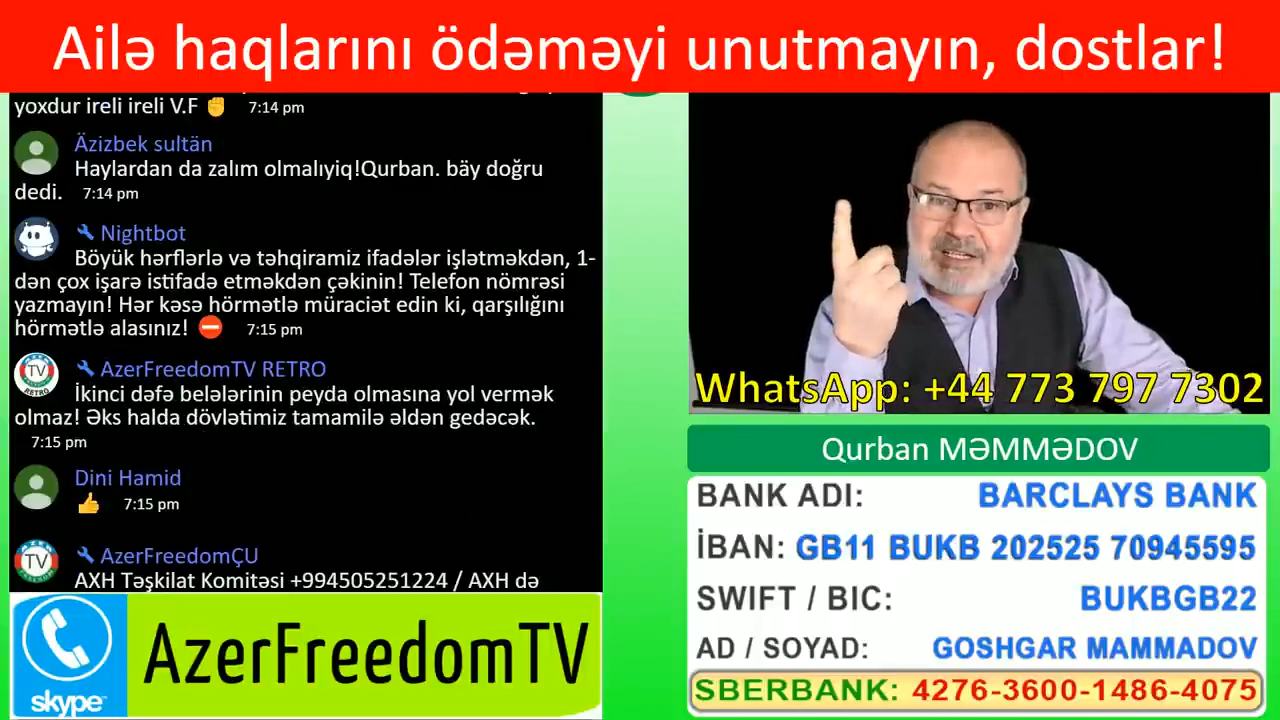 Ailə haqlarını ödəməyi unutmayın, dostlar!
yoxdur ireli ireli V.F ✊ 7:14 pm
Äzizbek sultän
Haylardan da zalım olmalıyiq!Qurban. bäy doğru
dedi. 7:14 pm
Nightbot
Böyük hərflərlə və təhqiramiz ifadələr işlətməkdən, 1-
dən çox işarə istifadə etməkdən çəkinin! Telefon nömrəsi
yazmayın! Hər kəsə hörmətlə müraciət edin ki, qarşılığını
hörmətlə alasınız! ⛔ 7:15 pm
AzerFreedomTV RETRO
İkinci dəfə belələrinin peyda olmasına yol vermək
olmaz! Əks halda dövlətimiz tamamilə əldən gedəcək.
7:15 pm
Dini Hamid
👍 7:15 pm
AzerFreedomÇU
AXH Təşkilat Komitəsi +994505251224 / AXH də
skype
AzerFreedomTV
WhatsApp: +44 773 797 7302
Qurban MƏMMƏDOV
BANK ADI: BARCLAYS BANK
İBAN: GB11 BUKB 202525 70945595
SWIFT / BIC: BUKBGB22
AD / SOYAD: GOSHGAR MAMMADOV
SBERBANK: 4276-3600-1486-4075